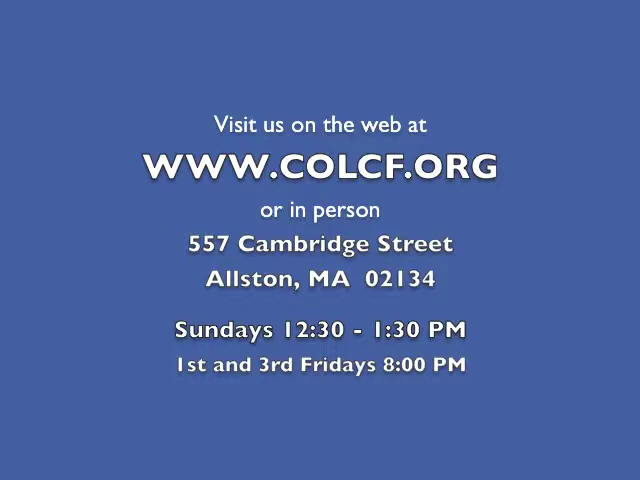 Visit us on the web at
WWW.COLCF.ORG
or in person
557 Cambridge Street
Allston, MA  02134
Sundays 12:30 - 1:30 PM
1st and 3rd Fridays 8:00 PM